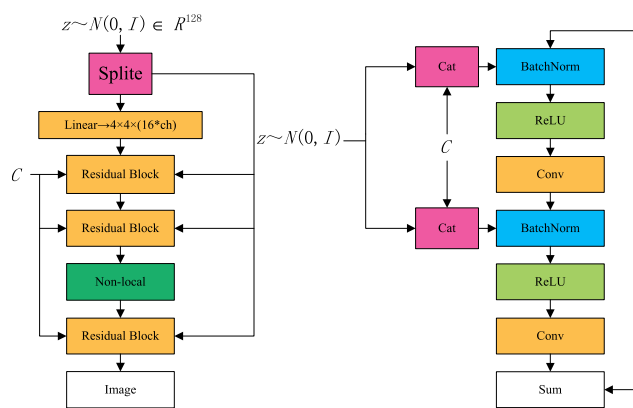 z~N(0, I) ∈ R¹²⁸
Splite
Linear→4×4×(16*ch)
C
Residual Block
Residual Block
Non-local
Residual Block
Image
z~N(0, I)
Cat
C
Cat
BatchNorm
ReLU
Conv
BatchNorm
ReLU
Conv
Sum